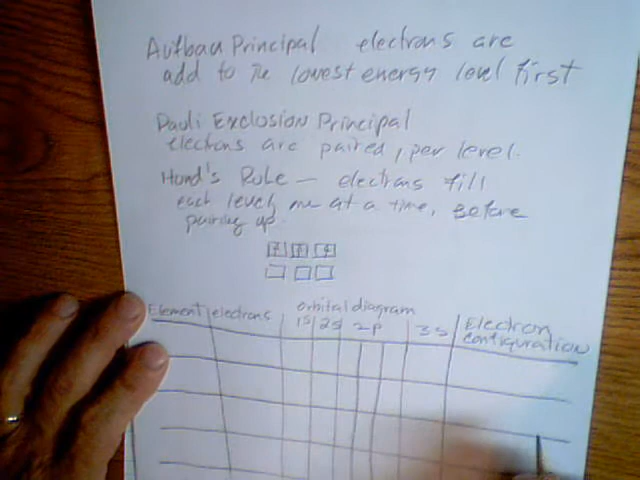 Aufbau Principal electrons are
add to the lowest energy level first
Pauli Exclusion Principal
electrons are paired, per level.
Hund's Rule — electrons fill
each level, one at a time, before
pairing up.
Element electrons orbital diagram Electron
1s 2s 2p 3s configuration